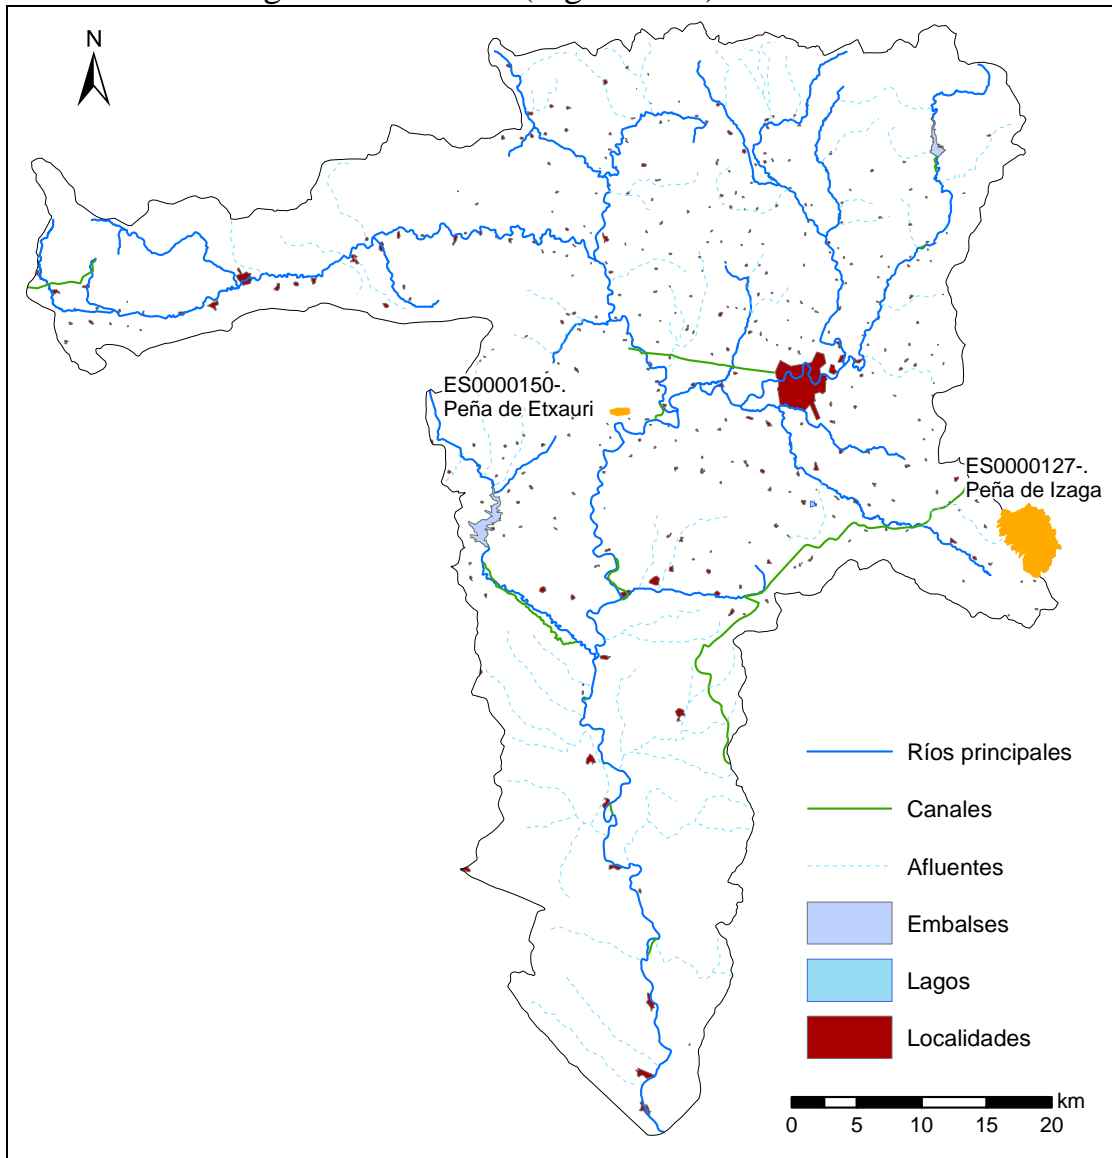 N
ES0000150-.
Peña de Etxauri
ES0000127-.
Peña de Izaga
Ríos principales
Canales
Afluentes
Embalses
Lagos
Localidades
km
0 5 10 15 20